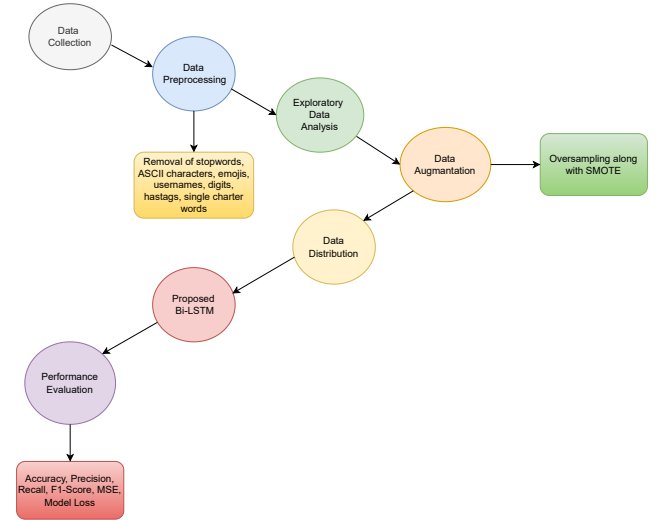 Data
Collection
Data
Preprocessing
Exploratory
Data
Analysis
Removal of stopwords,
ASCII characters, emojis,
usernames, digits,
hastags, single charter
words
Data
Augmantation
Oversampling along
with SMOTE
Data
Distribution
Proposed
Bi-LSTM
Performance
Evaluation
Accuracy, Precision,
Recall, F1-Score, MSE,
Model Loss